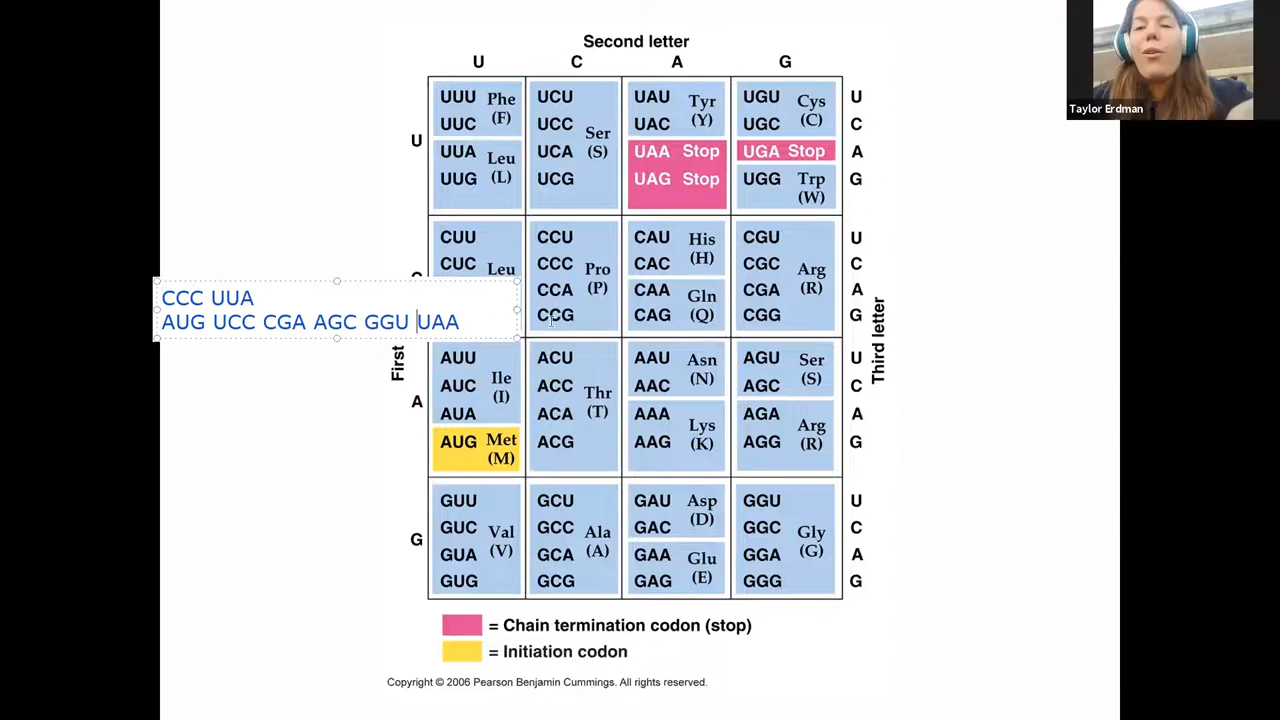 Second letter
U C A G
UUU Phe UCU UAU Tyr UGU Cys U
UUC (F) UCC UAC (Y) UGC (C) C
U UUA Leu UCA Ser UAA Stop UGA Stop A
UUG (L) UCG (S) UAG Stop UGG Trp G
(W)
CUU CCU CAU His CGU U
CUC Leu CCC Pro CAC (H) CGC Arg C
CCA (P) CAA Gln CGA (R) A
CCG CAG (Q) CGG G
CCC UUA
AUG UCC CGA AGC GGU UAA
First
Third letter
AUU ACU AAU Asn AGU Ser U
AUC Ile ACC Thr AAC (N) AGC (S) C
A AUA (I) ACA (T) AAA Lys AGA Arg A
AUG Met ACG AAG (K) AGG (R) G
(M)
GUU GCU GAU Asp GGU U
GUC Val GCC Ala GAC (D) GGC Gly C
G GUA (V) GCA (A) GAA Glu GGA (G) A
GUG GCG GAG (E) GGG G
= Chain termination codon (stop)
= Initiation codon
Copyright © 2006 Pearson Benjamin Cummings. All rights reserved.
Taylor Erdman